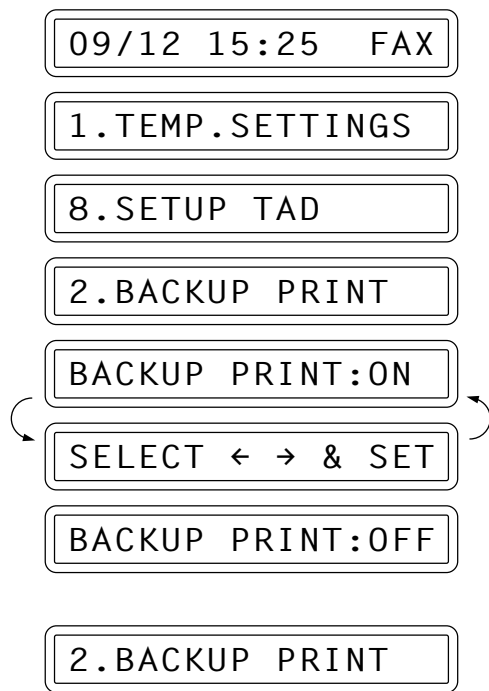 09/12 15:25 FAX
1.TEMP.SETTINGS
8.SETUP TAD
2.BACKUP PRINT
BACKUP PRINT:ON
SELECT ← → & SET
BACKUP PRINT:OFF
2.BACKUP PRINT